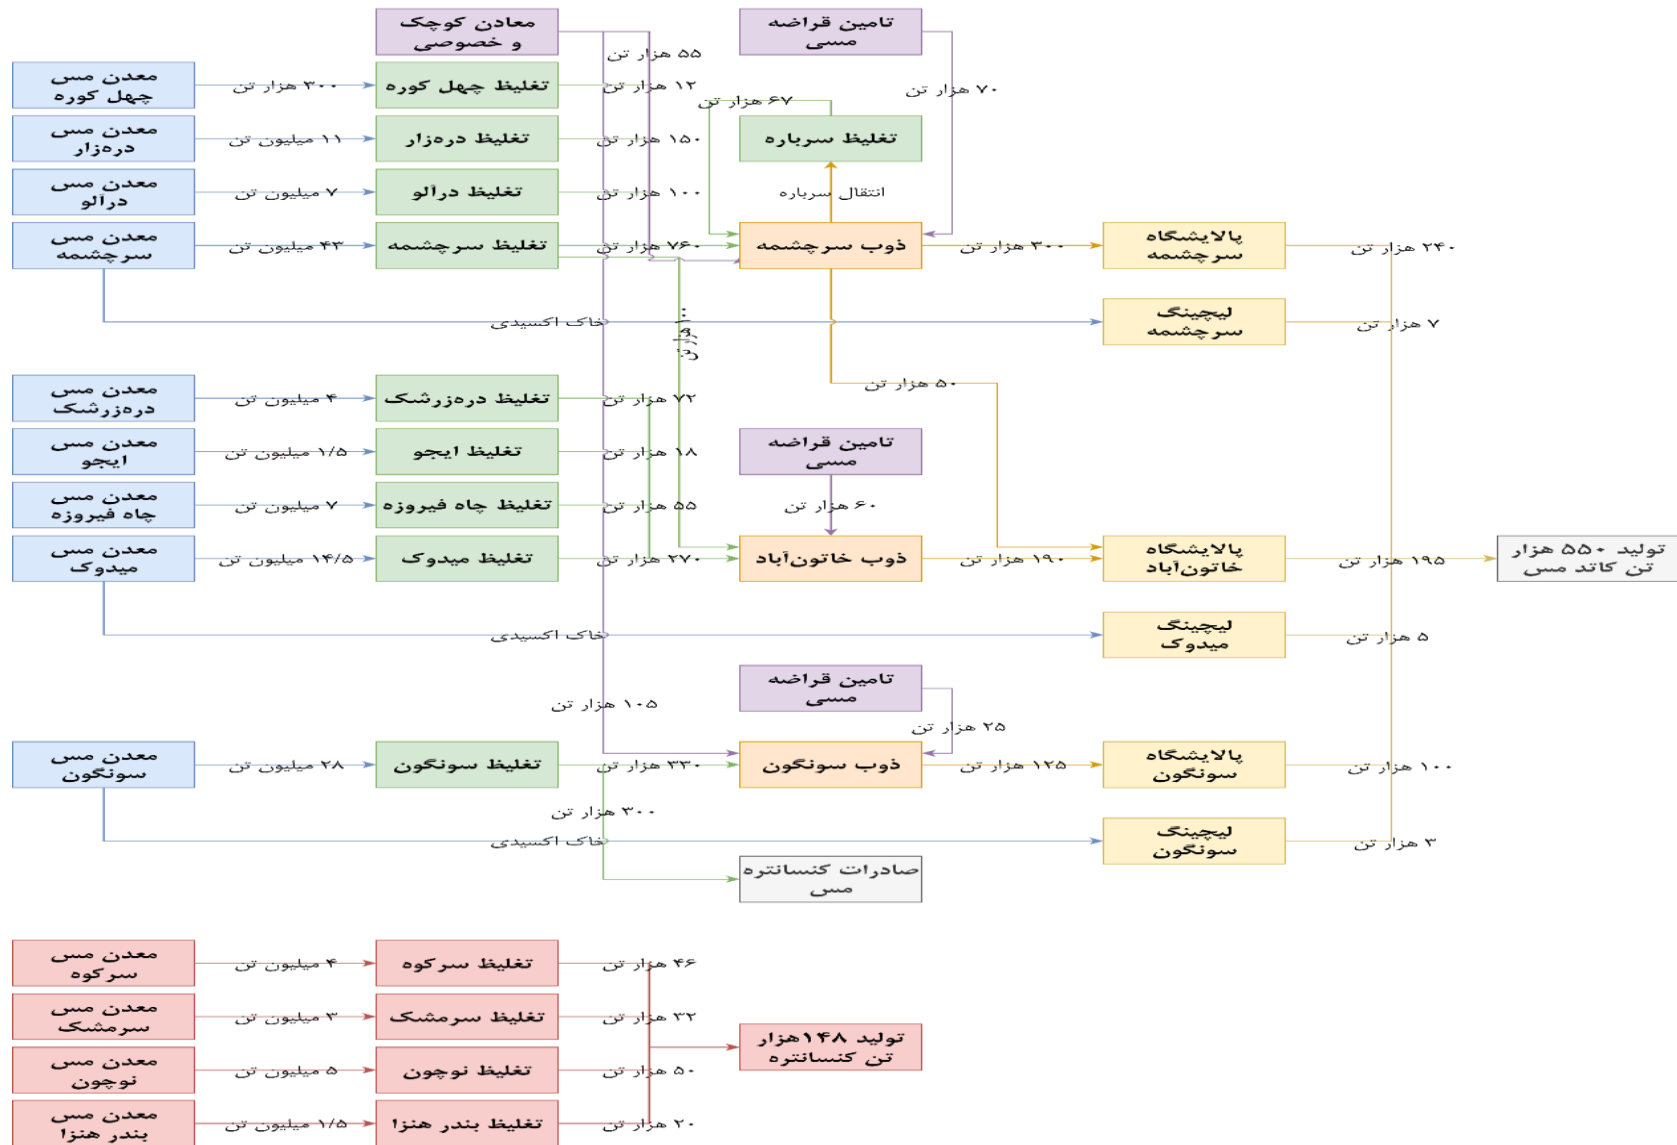 معادن کوچک
و خصوصی
تامین قراضه
مسی
۵۵ هزار تن
معدن مس
چهل کوره
۳۰۰ هزار تن
تغلیظ چهل کوره
۱۲ هزار تن
۶۷ هزار تن
۷۰ هزار تن
معدن مس
دره‌زار
۱۱ میلیون تن
تغلیظ دره‌زار
۱۵۰ هزار تن
تغلیظ سرباره
معدن مس
درآلو
۷ میلیون تن
تغلیظ درآلو
۱۰۰ هزار تن
انتقال سرباره
معدن مس
سرچشمه
۴۳ میلیون تن
تغلیظ سرچشمه
۷۶۰ هزار تن
ذوب سرچشمه
۳۰۰ هزار تن
پالایشگاه
سرچشمه
۲۴۰ هزار تن
خاک اکسیدی
۱۰۰ هزار تن
لیچینگ
سرچشمه
۷ هزار تن
معدن مس
دره‌زرشک
۴ میلیون تن
تغلیظ دره‌زرشک
۷۲ هزار تن
۵۰ هزار تن
معدن مس
ایجو
۱/۵ میلیون تن
تغلیظ ایجو
۱۸ هزار تن
تامین قراضه
مسی
معدن مس
چاه فیروزه
۷ میلیون تن
تغلیظ چاه فیروزه
۵۵ هزار تن
۶۰ هزار تن
معدن مس
میدوک
۱۴/۵ میلیون تن
تغلیظ میدوک
۲۷۰ هزار تن
ذوب خاتون‌آباد
۱۹۰ هزار تن
پالایشگاه
خاتون‌آباد
۱۹۵ هزار تن
تولید ۵۵۰ هزار
تن کاتد مس
خاک اکسیدی
لیچینگ
میدوک
۵ هزار تن
تامین قراضه
مسی
۱۰۵ هزار تن
۲۵ هزار تن
معدن مس
سونگون
۲۸ میلیون تن
تغلیظ سونگون
۳۳۰ هزار تن
ذوب سونگون
۱۲۵ هزار تن
پالایشگاه
سونگون
۱۰۰ هزار تن
۳۰۰ هزار تن
خاک اکسیدی
لیچینگ
سونگون
۳ هزار تن
صادرات کنسانتره
مس
معدن مس
سرکوه
۴ میلیون تن
تغلیظ سرکوه
۴۶ هزار تن
معدن مس
سرمشک
۳ میلیون تن
تغلیظ سرمشک
۳۲ هزار تن
تولید ۱۴۸هزار
تن کنسانتره
معدن مس
نوچون
۵ میلیون تن
تغلیظ نوچون
۵۰ هزار تن
معدن مس
بندر هنزا
۱/۵ میلیون تن
تغلیظ بندر هنزا
۲۰ هزار تن